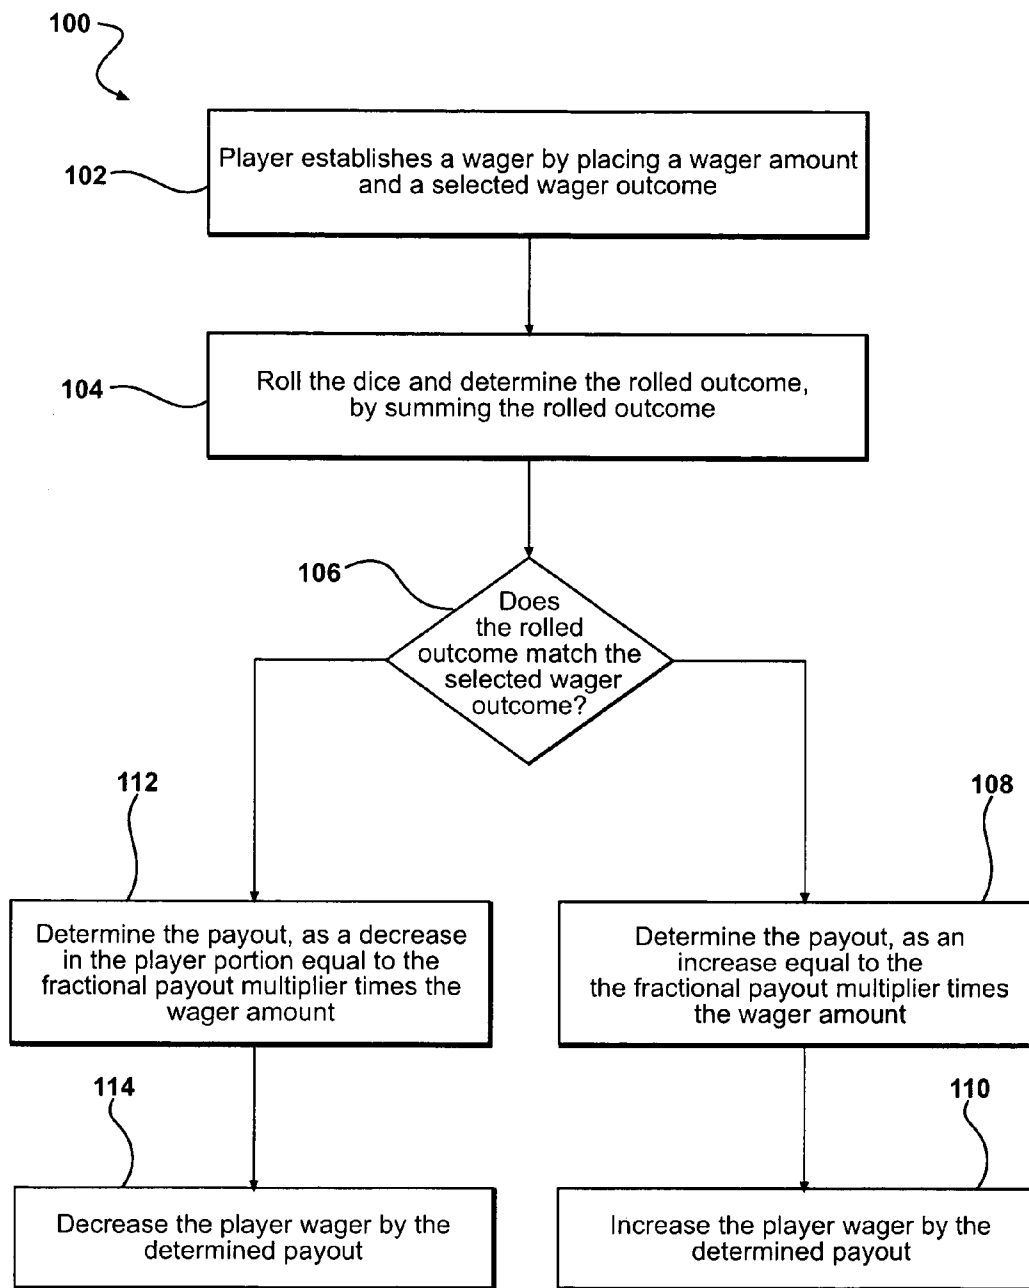 100
102
Player establishes a wager by placing a wager amount
and a selected wager outcome
104
Roll the dice and determine the rolled outcome,
by summing the rolled outcome
106
Does
the rolled
outcome match the
selected wager
outcome?
112
Determine the payout, as a decrease
in the player portion equal to the
fractional payout multiplier times the
wager amount
108
Determine the payout, as an
increase equal to the
the fractional payout multiplier times
the wager amount
114
Decrease the player wager by the
determined payout
110
Increase the player wager by the
determined payout